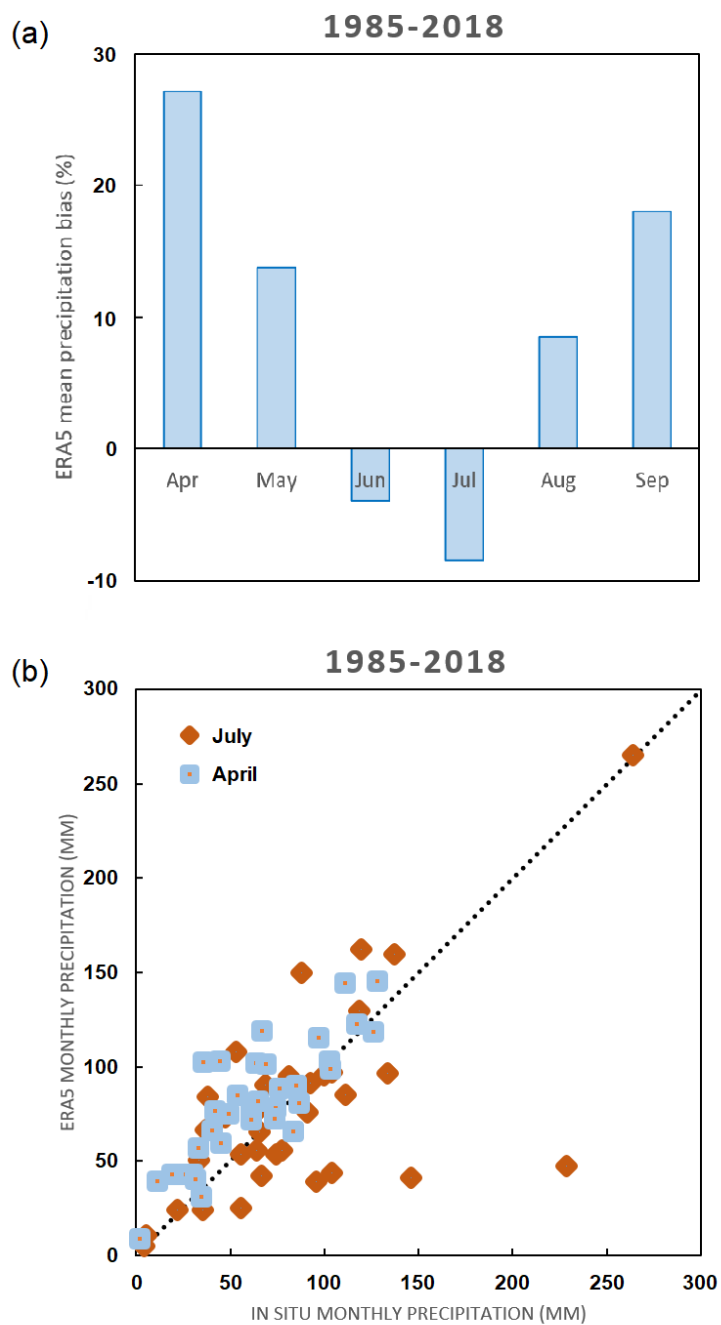 (a)
1985-2018
ERA5 mean precipitation bias (%)
30
20
10
0
-10
Apr
May
Jun
Jul
Aug
Sep
(b)
1985-2018
ERA5 MONTHLY PRECIPITATION (MM)
300
250
200
150
100
50
0
July
April
0
50
100
150
200
250
300
IN SITU MONTHLY PRECIPITATION (MM)